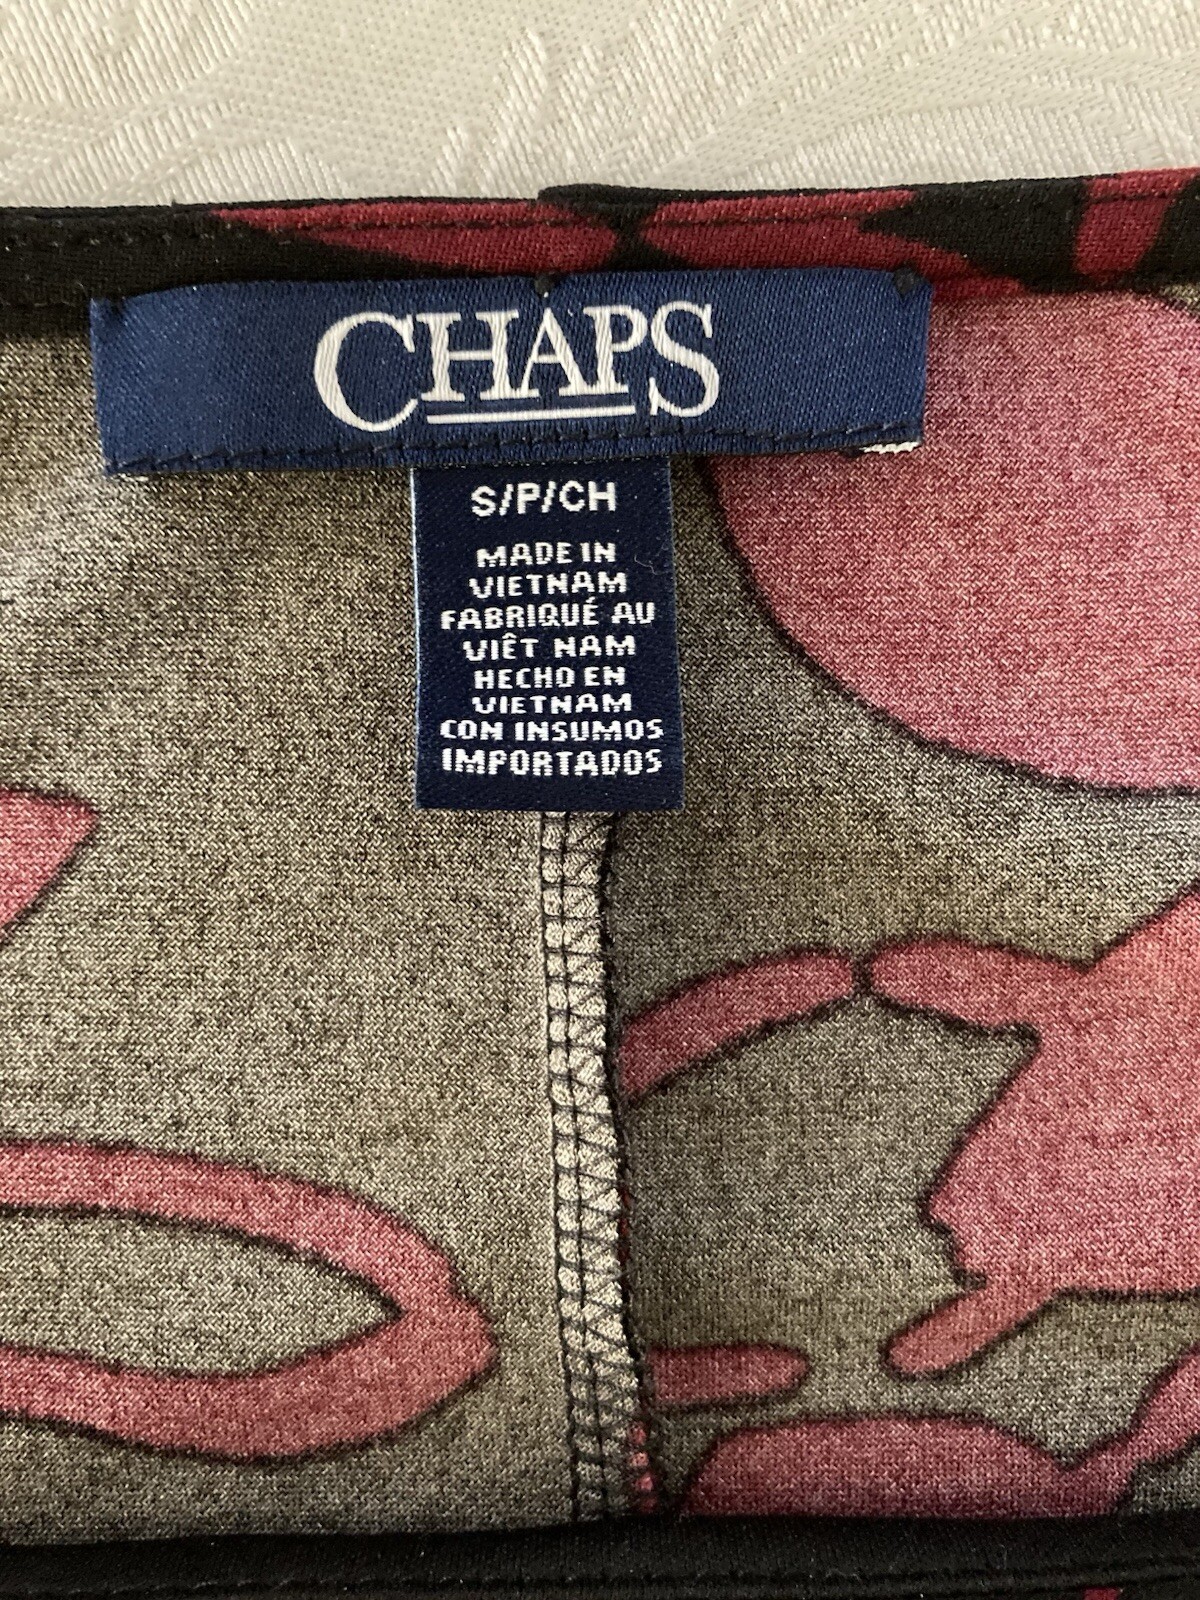 CHAPS
S/P/CH
MADE IN
VIETNAM
FABRIQUÉ AU
VIÊT NAM
HECHO EN
VIETNAM
CON INSUMOS
IMPORTADOS